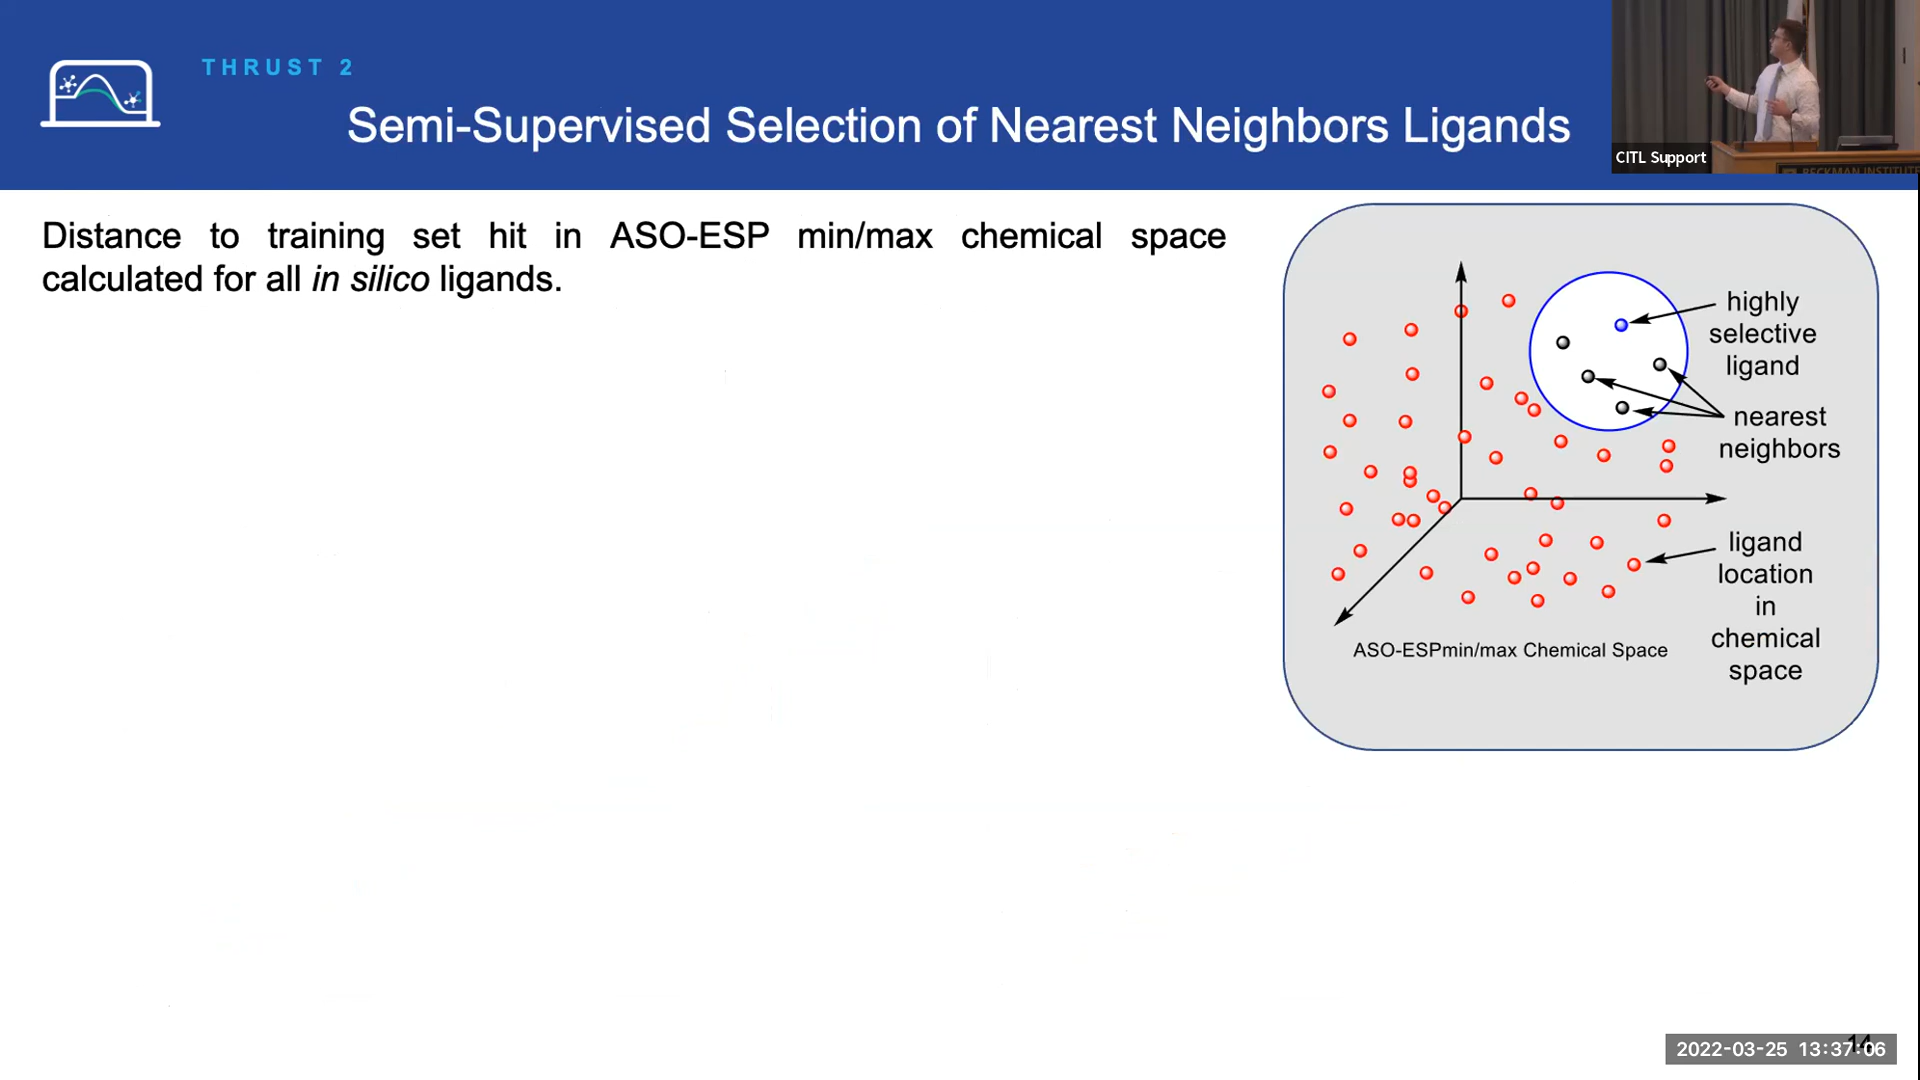 THRUST 2
Semi-Supervised Selection of Nearest Neighbors Ligands
CITL Support
BECKMAN INSTITUTE
Distance to training set hit in ASO-ESP min/max chemical space
calculated for all in silico ligands.
highly
selective
ligand
nearest
neighbors
ligand
location
in
chemical
space
ASO-ESPmin/max Chemical Space
14
2022-03-25 13:37:06